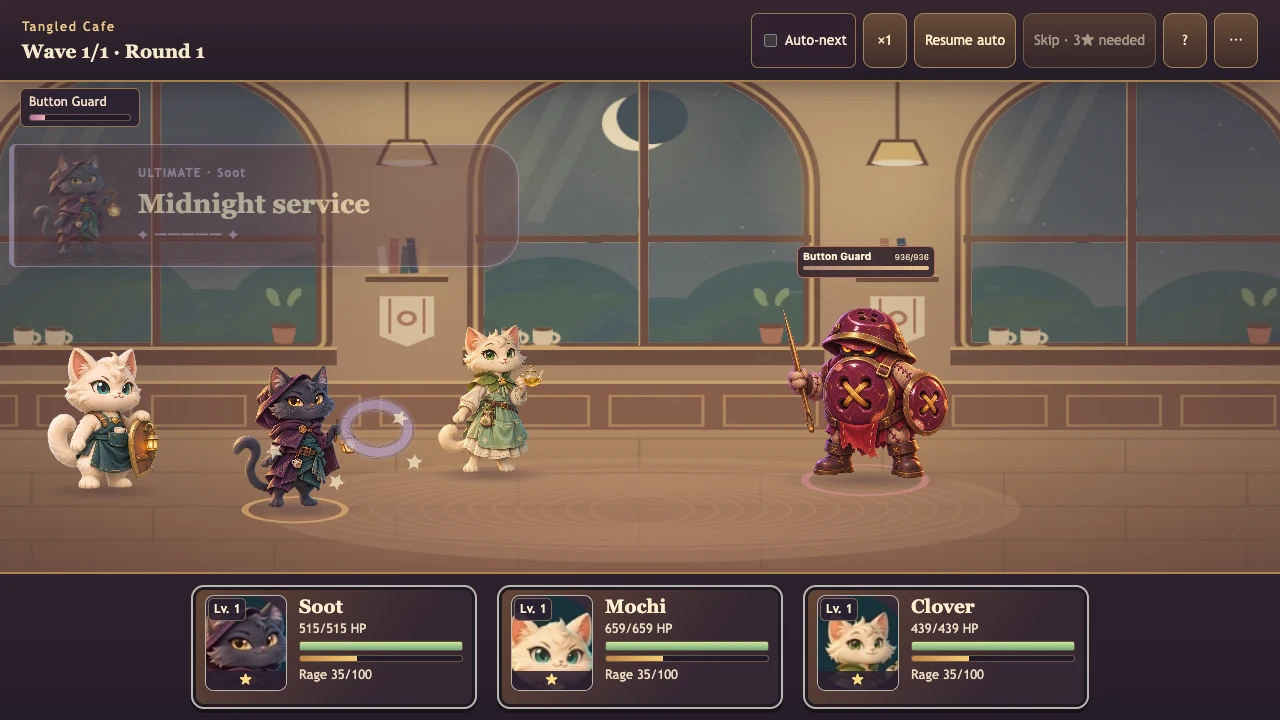 Tangled Cafe
Wave 1/1 · Round 1
Auto-next
×1
Resume auto
Skip · 3★ needed
?
···
Button Guard
ULTIMATE · Soot
Midnight service
Button Guard 936/936
Lv. 1
Soot
515/515 HP
Rage 35/100
Lv. 1
Mochi
659/659 HP
Rage 35/100
Lv. 1
Clover
439/439 HP
Rage 35/100